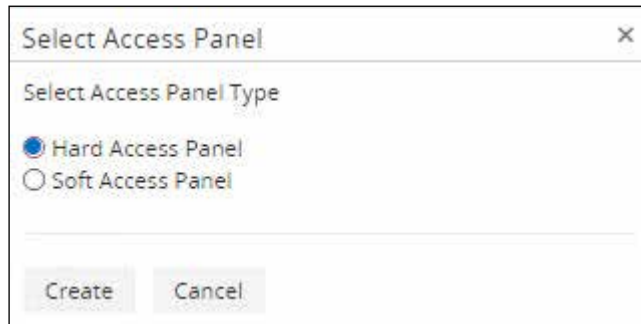 Select Access Panel
Select Access Panel Type
Hard Access Panel
Soft Access Panel
Create Cancel